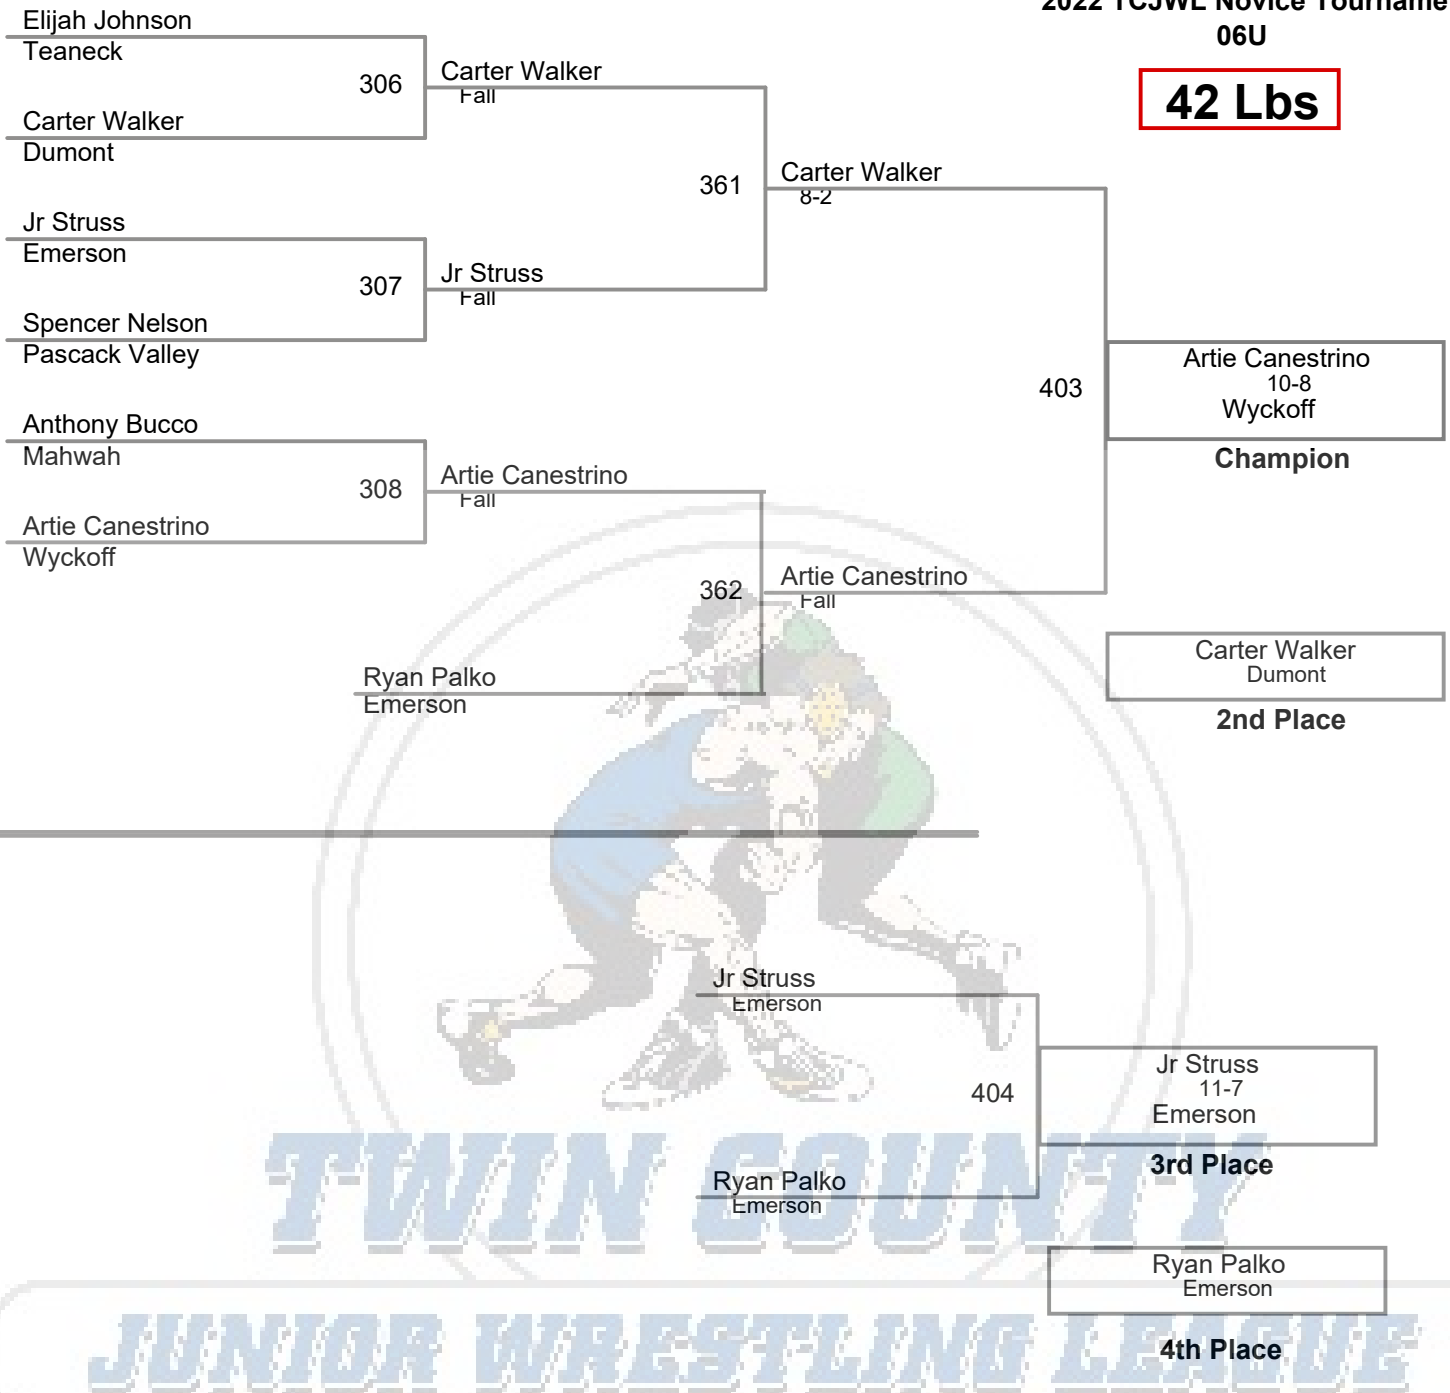 2022 TCJWL Novice Tourname
06U
42 Lbs
Elijah Johnson
Teaneck
306
Carter Walker
Fall
Carter Walker
Dumont
361
Carter Walker
8-2
Jr Struss
Emerson
307
Jr Struss
Fall
Spencer Nelson
Pascack Valley
403
Artie Canestrino
10-8
Wyckoff
Champion
Anthony Bucco
Mahwah
308
Artie Canestrino
Fall
Artie Canestrino
Wyckoff
362
Artie Canestrino
Fall
Ryan Palko
Emerson
Carter Walker
Dumont
2nd Place
Jr Struss
Emerson
404
Jr Struss
11-7
Emerson
3rd Place
Ryan Palko
Emerson
Ryan Palko
Emerson
4th Place
TWIN COUNTY
JUNIOR WRESTLING LEAGUE